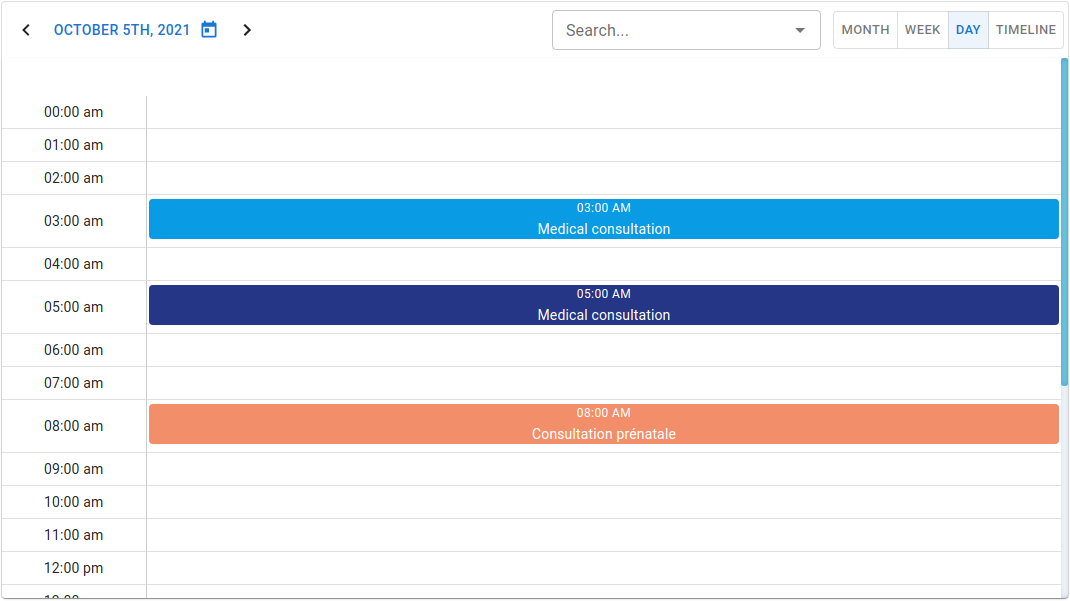 OCTOBER 5TH, 2021
Search...
MONTH WEEK DAY TIMELINE
00:00 am
01:00 am
02:00 am
03:00 am
03:00 AM
Medical consultation
04:00 am
05:00 am
05:00 AM
Medical consultation
06:00 am
07:00 am
08:00 am
08:00 AM
Consultation prénatale
09:00 am
10:00 am
11:00 am
12:00 pm